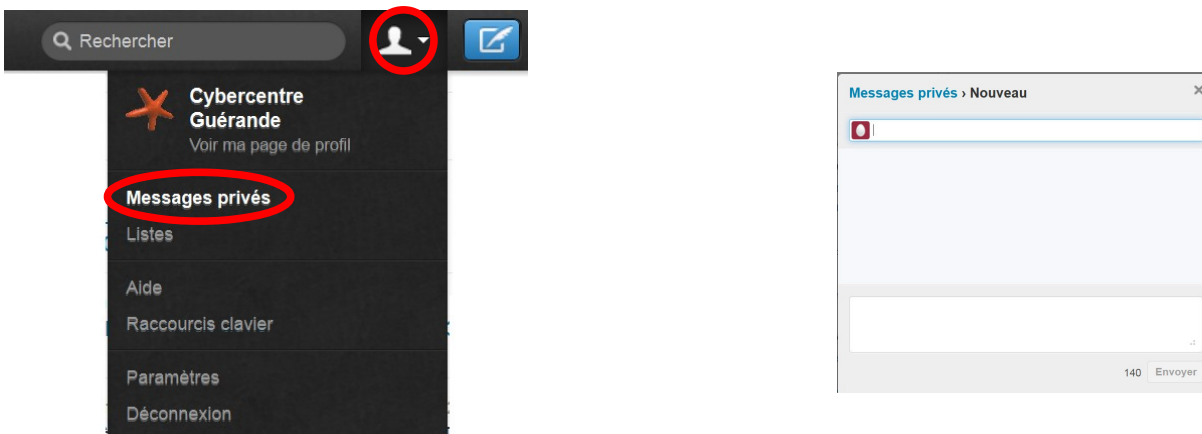 Rechercher
Cybercentre
Guérande
Voir ma page de profil
Messages privés
Listes
Aide
Raccourcis clavier
Paramètres
Déconnexion
Messages privés › Nouveau
140 Envoyer